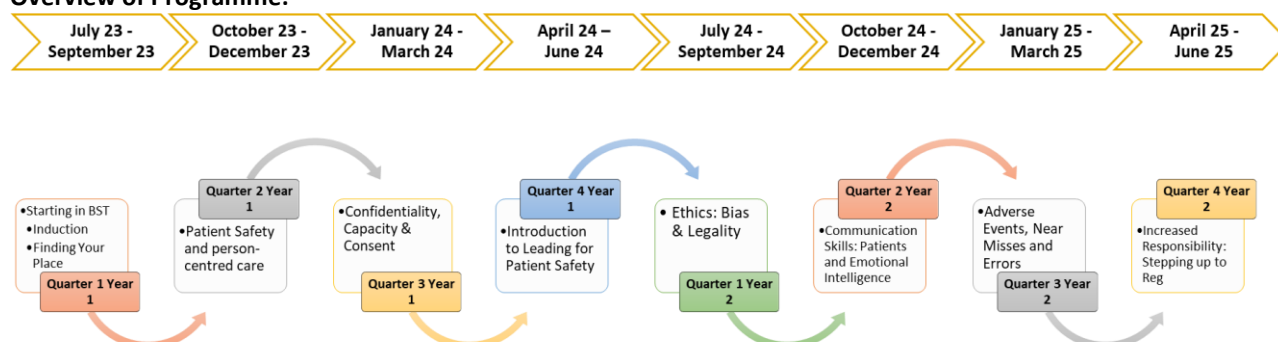 Overview of Programme:
July 23 -
September 23
October 23 -
December 23
January 24 -
March 24
April 24 –
June 24
July 24 -
September 24
October 24 -
December 24
January 25 -
March 25
April 25 -
June 25
•Starting in BST
•Induction
•Finding Your
Place
Quarter 1 Year
1
Quarter 2 Year
1
•Patient Safety
and person-
centred care
•Confidentiality,
Capacity &
Consent
Quarter 3 Year
1
Quarter 4 Year
1
•Introduction
to Leading for
Patient Safety
• Ethics: Bias
& Legality
Quarter 1 Year
2
Quarter 2 Year
2
•Communication
Skills: Patients
and Emotional
Intelligence
•Adverse
Events, Near
Misses and
Errors
Quarter 3 Year
2
Quarter 4 Year
2
•Increased
Responsibility:
Stepping up to
Reg